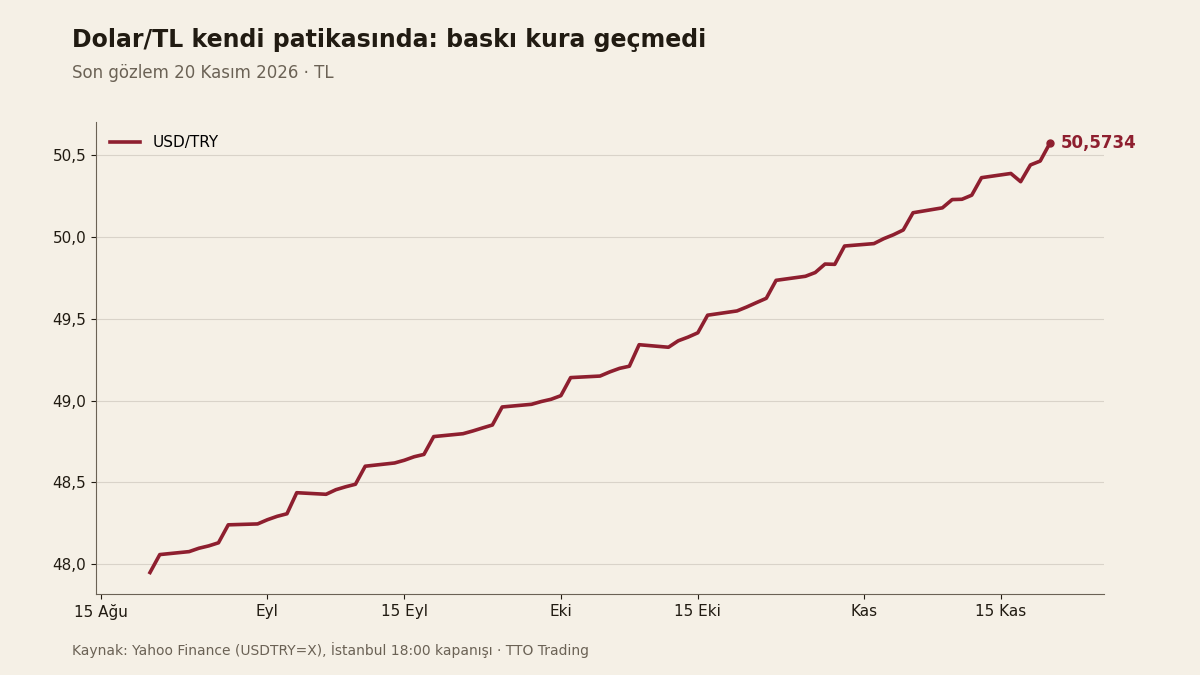 Dolar/TL kendi patikasında: baskı kura geçmedi
Son gözlem 20 Kasım 2026 · TL
USD/TRY
50,5734
50,5
50,0
49,5
49,0
48,5
48,0
15 Ağu
Eyl
15 Eyl
Eki
15 Eki
Kas
15 Kas
Kaynak: Yahoo Finance (USDTRY=X), İstanbul 18:00 kapanışı · TTO Trading